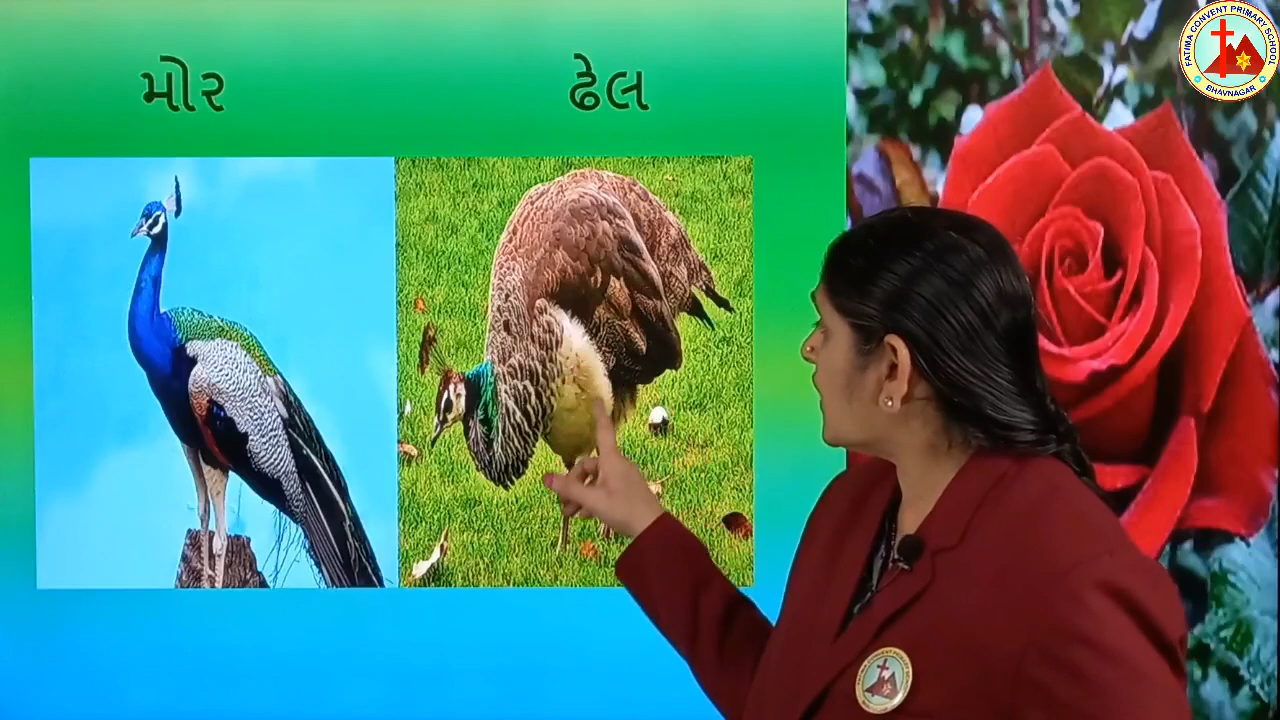 મોર
ઢેલ
FATIMA CONVENT PRIMARY SCHOOL
BHAVNAGAR